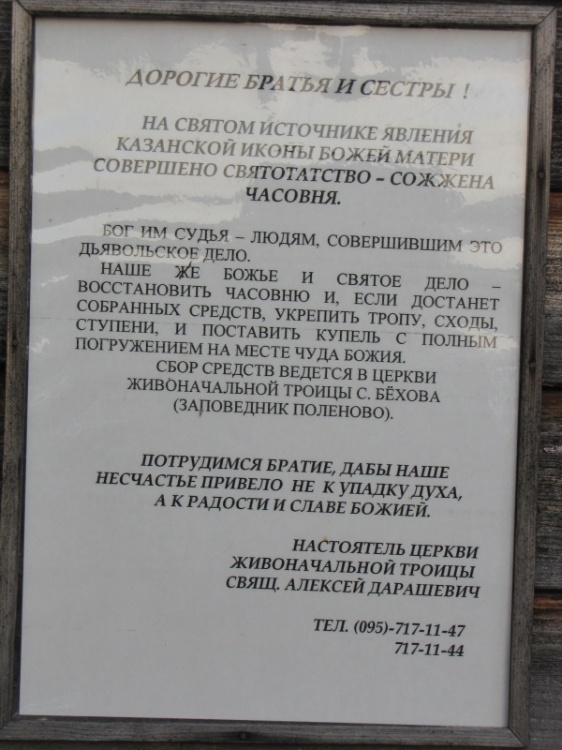 ДОРОГИЕ БРАТЬЯ И СЕСТРЫ !
НА СВЯТОМ ИСТОЧНИКЕ ЯВЛЕНИЯ
КАЗАНСКОЙ ИКОНЫ БОЖЕЙ МАТЕРИ
СОВЕРШЕНО СВЯТОТАТСТВО – СОЖЖЕНА
ЧАСОВНЯ.
БОГ ИМ СУДЬЯ – ЛЮДЯМ, СОВЕРШИВШИМ ЭТО
ДЬЯВОЛЬСКОЕ ДЕЛО.
НАШЕ ЖЕ БОЖЬЕ И СВЯТОЕ ДЕЛО –
ВОССТАНОВИТЬ ЧАСОВНЮ И, ЕСЛИ ДОСТАНЕТ
СОБРАННЫХ СРЕДСТВ, УКРЕПИТЬ ТРОПУ, СХОДЫ,
СТУПЕНИ, И ПОСТАВИТЬ КУПЕЛЬ С ПОЛНЫМ
ПОГРУЖЕНИЕМ НА МЕСТЕ ЧУДА БОЖИЯ.
СБОР СРЕДСТВ ВЕДЕТСЯ В ЦЕРКВИ
ЖИВОНАЧАЛЬНОЙ ТРОИЦЫ С. БЁХОВА
(ЗАПОВЕДНИК ПОЛЕНОВО).
ПОТРУДИМСЯ БРАТИЕ, ДАБЫ НАШЕ
НЕСЧАСТЬЕ ПРИВЕЛО НЕ К УПАДКУ ДУХА,
А К РАДОСТИ И СЛАВЕ БОЖИЕЙ.
НАСТОЯТЕЛЬ ЦЕРКВИ
ЖИВОНАЧАЛЬНОЙ ТРОИЦЫ
СВЯЩ. АЛЕКСЕЙ ДАРАШЕВИЧ
ТЕЛ. (095)-717-11-47
717-11-44